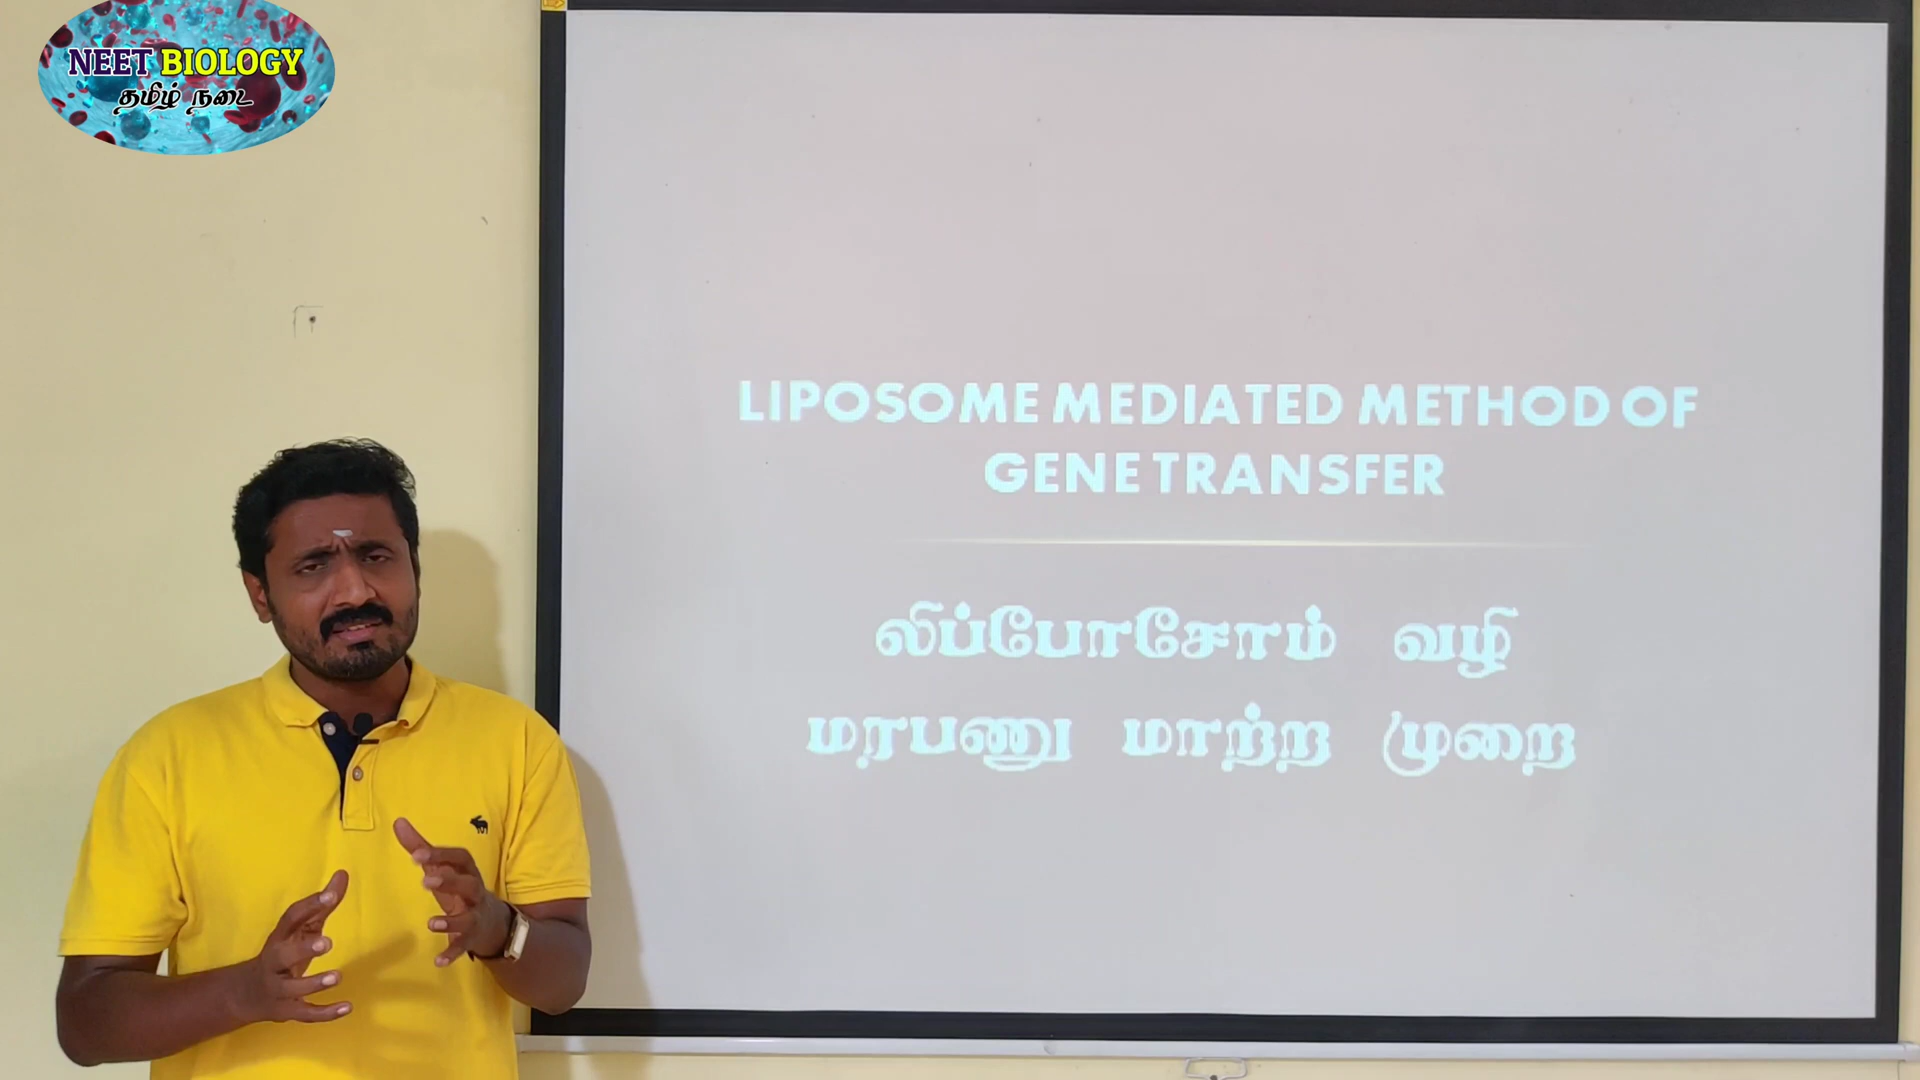 NEET BIOLOGY
தமிழ் நடை
LIPOSOME MEDIATED METHOD OF
GENE TRANSFER
லிப்போசோம் வழி
மரபணு மாற்ற முறை